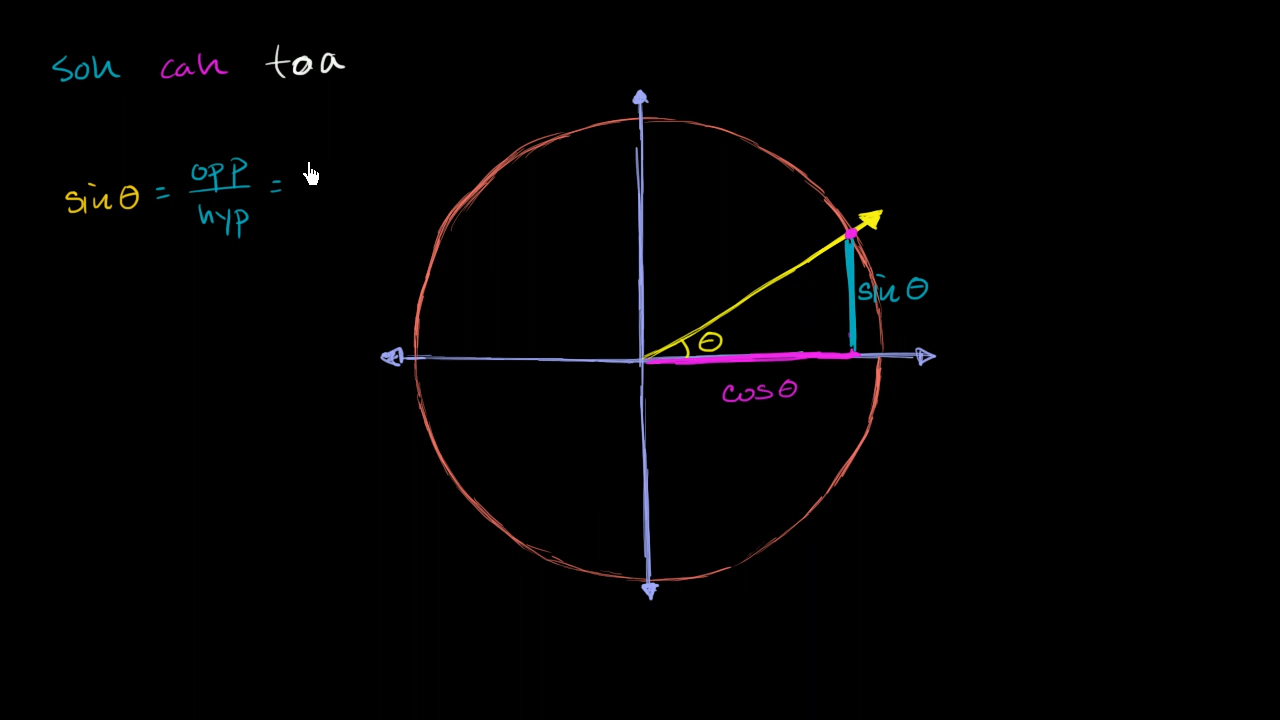 soh cah toa
sin θ = opp/hyp =
θ
sin θ
cos θ